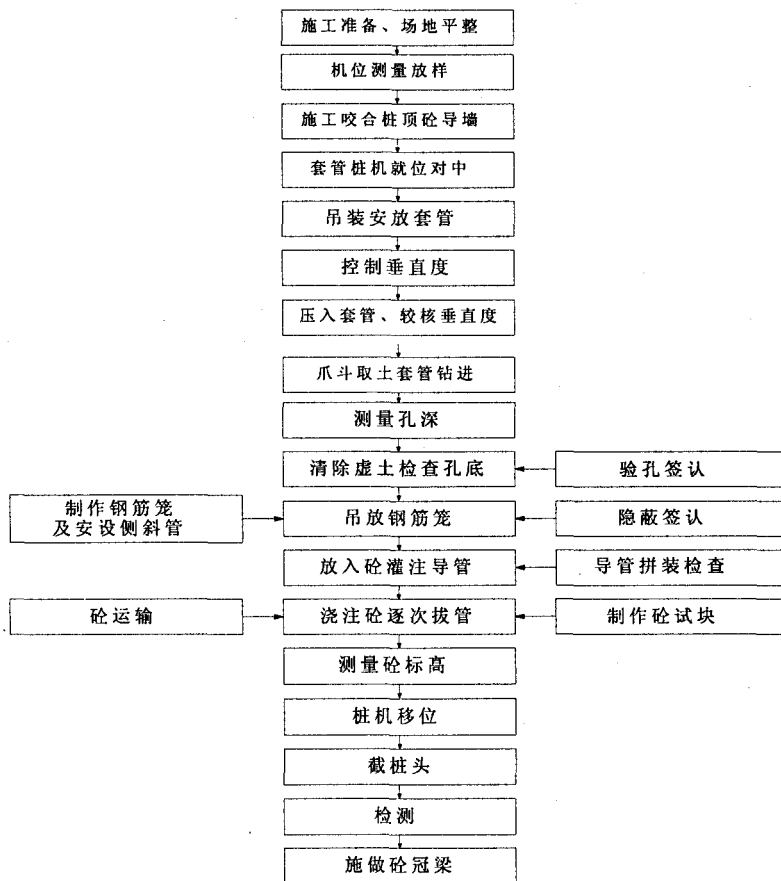 施工准备、场地平整
机位测量放样
施工咬合桩顶砼导墙
套管桩机就位对中
吊装安放套管
控制垂直度
压入套管、较核垂直度
爪斗取土套管钻进
测量孔深
清除虚土检查孔底
验孔签认
制作钢筋笼
及安设侧斜管
吊放钢筋笼
隐蔽签认
放入砼灌注导管
导管拼装检查
砼运输
浇注砼逐次拔管
制作砼试块
测量砼标高
桩机移位
截桩头
检测
施做砼冠梁